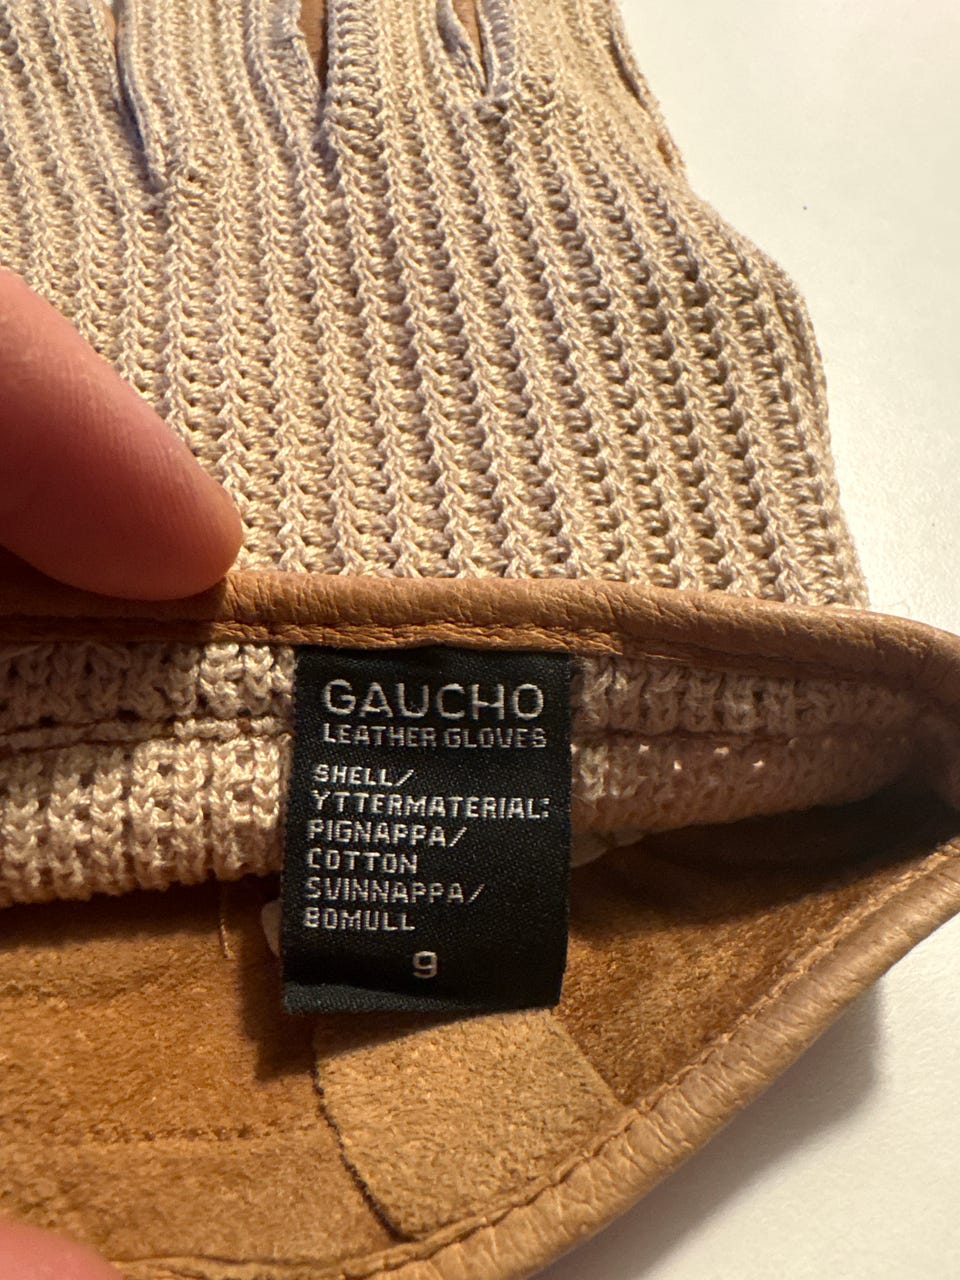 GAUCHO
LEATHER GLOVES
SHELL/
YTTERMATERIAL:
PIGNAPPA/
COTTON
SVINNAPPA/
BOMULL
9